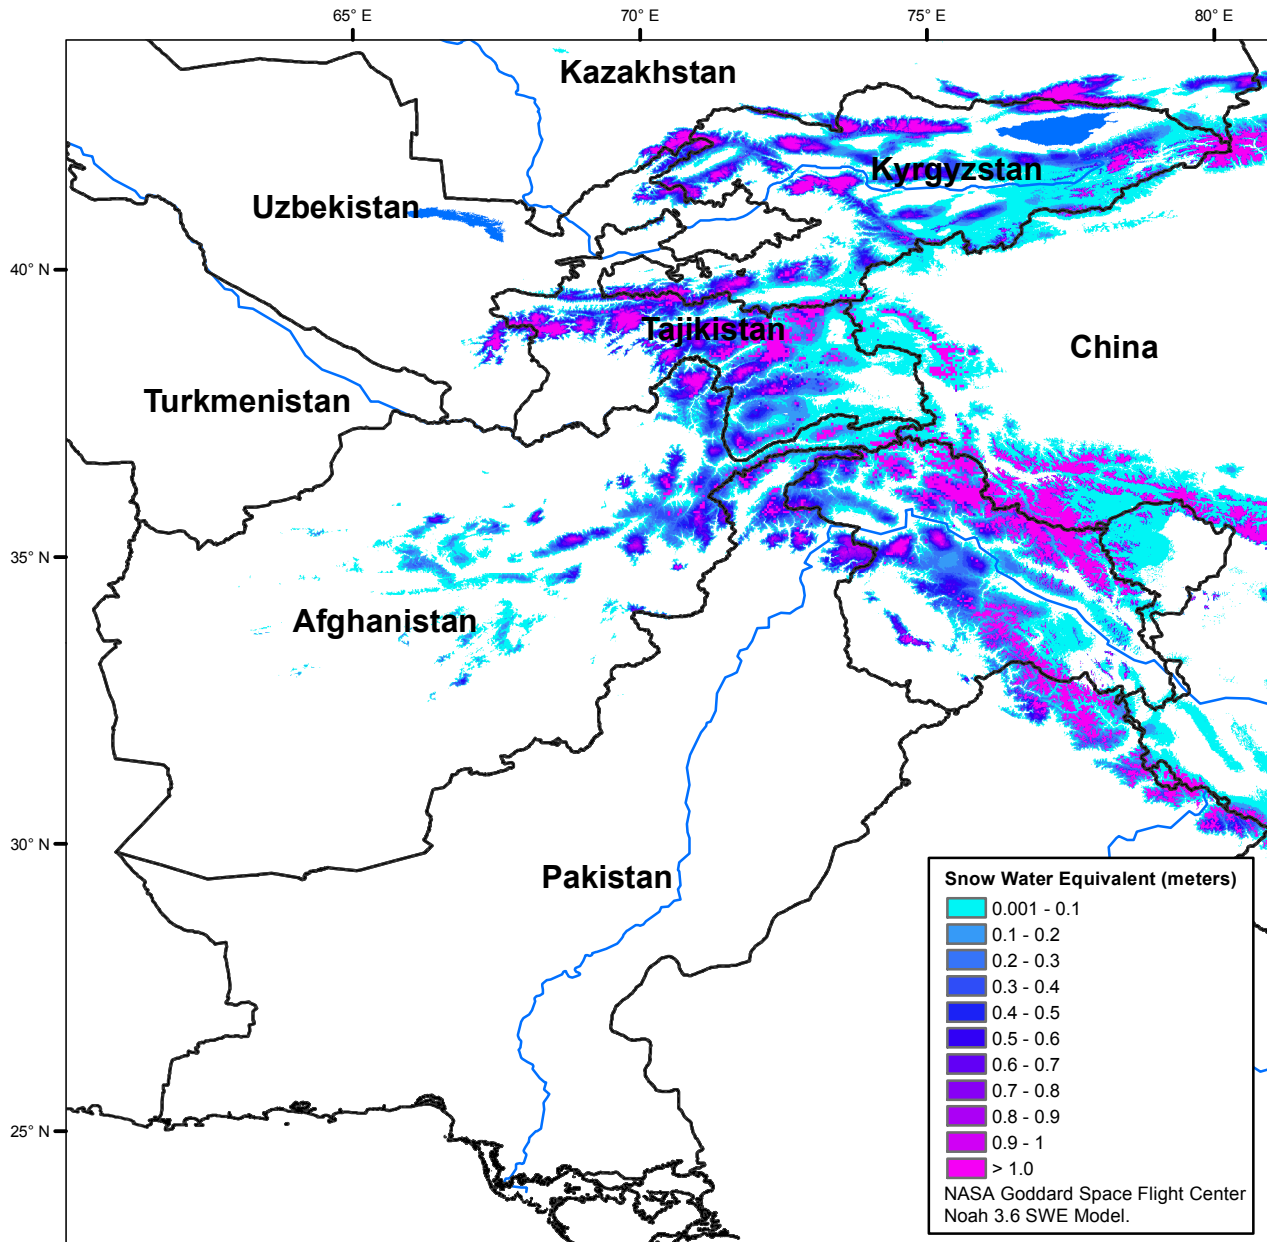 65° E
70° E
75° E
80° E
Kazakhstan
Kyrgyzstan
Uzbekistan
40° N
Tajikistan
China
Turkmenistan
35° N
Afghanistan
30° N
Pakistan
25° N
Snow Water Equivalent (meters)
0.001 - 0.1
0.1 - 0.2
0.2 - 0.3
0.3 - 0.4
0.4 - 0.5
0.5 - 0.6
0.6 - 0.7
0.7 - 0.8
0.8 - 0.9
0.9 - 1
> 1.0
NASA Goddard Space Flight Center
Noah 3.6 SWE Model.